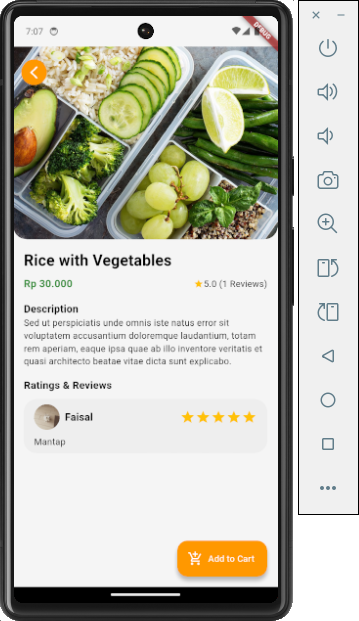 7:07
DEBUG
Rice with Vegetables
Rp 30.000
5.0 (1 Reviews)
Description
Sed ut perspiciatis unde omnis iste natus error sit
voluptatem accusantium doloremque laudantium, totam
rem aperiam, eaque ipsa quae ab illo inventore veritatis et
quasi architecto beatae vitae dicta sunt explicabo.
Ratings & Reviews
Faisal
Mantap
Add to Cart